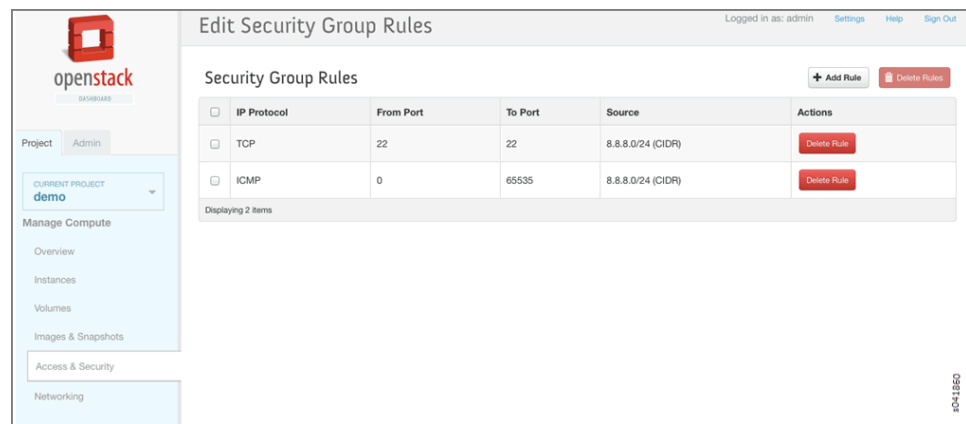 Edit Security Group Rules
Logged in as: admin Settings Help Sign Out
openstack
DASHBOARD
Project Admin
CURRENT PROJECT
demo
Manage Compute
Overview
Instances
Volumes
Images & Snapshots
Access & Security
Networking
Security Group Rules
+ Add Rule Delete Rules
IP Protocol From Port To Port Source Actions
TCP 22 22 8.8.8.0/24 (CIDR) Delete Rule
ICMP 0 65535 8.8.8.0/24 (CIDR) Delete Rule
Displaying 2 items
s041860